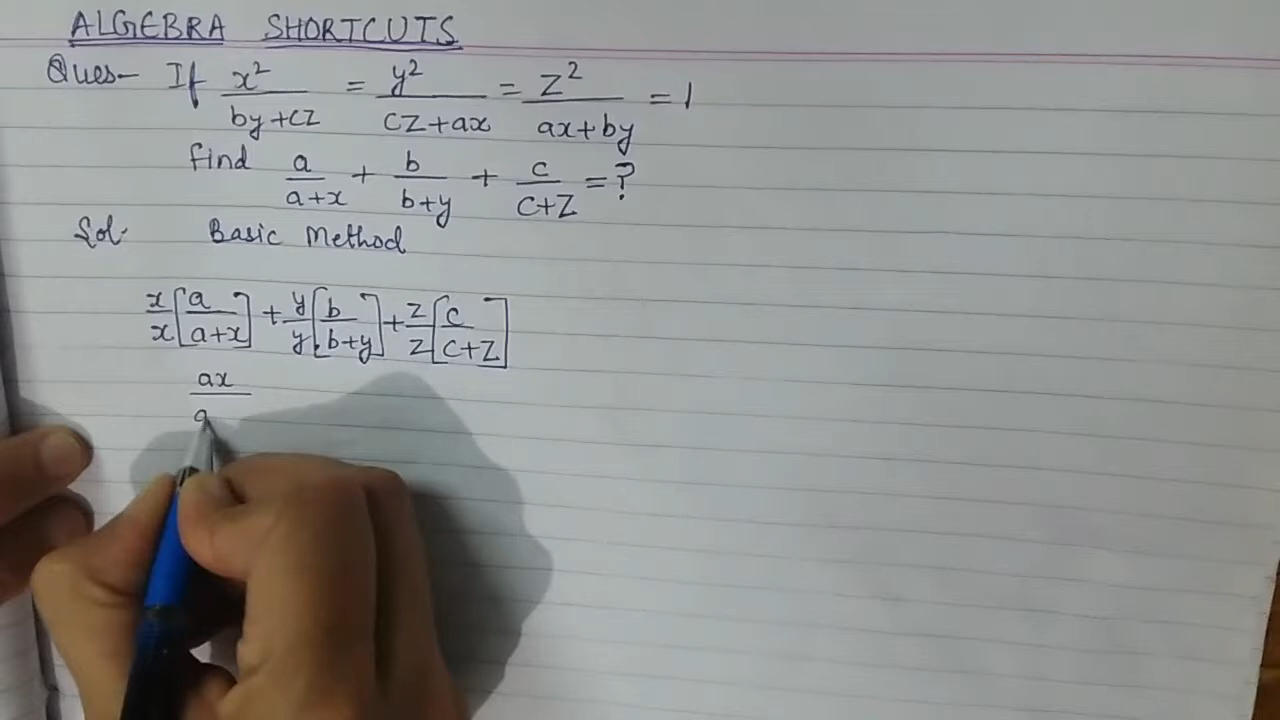 ALGEBRA SHORTCUTS
Ques- If x²/(by+cz) = y²/(cz+ax) = z²/(ax+by) = 1
find a/(a+x) + b/(b+y) + c/(c+z) = ?
Sol: Basic Method
x/x[a/(a+x)] + y/y[b/(b+y)] + z/z[c/(c+z)]
ax/a